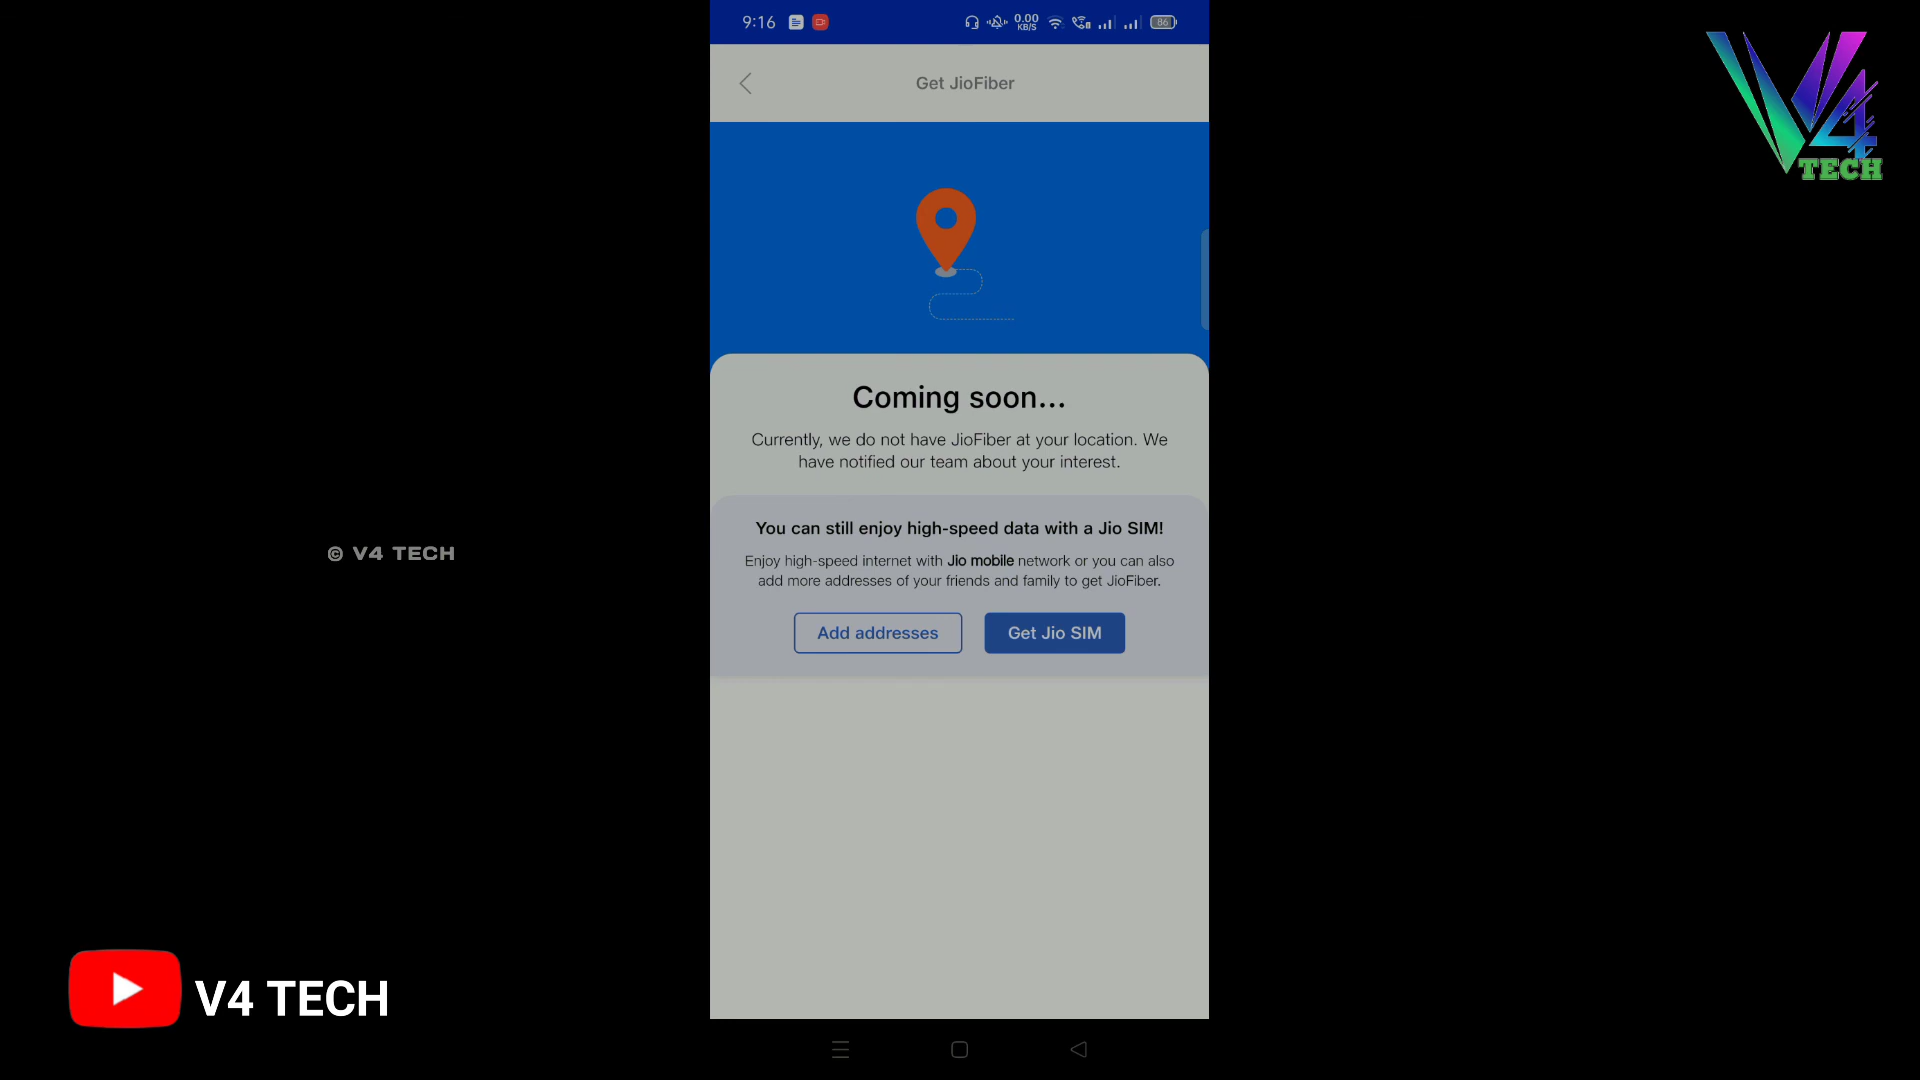 9:16
0.00
KB/S
86
Get JioFiber
V4
TECH
Coming soon...
Currently, we do not have JioFiber at your location. We
have notified our team about your interest.
You can still enjoy high-speed data with a Jio SIM!
Enjoy high-speed internet with Jio mobile network or you can also
add more addresses of your friends and family to get JioFiber.
Add addresses
Get Jio SIM
© V4 TECH
V4 TECH